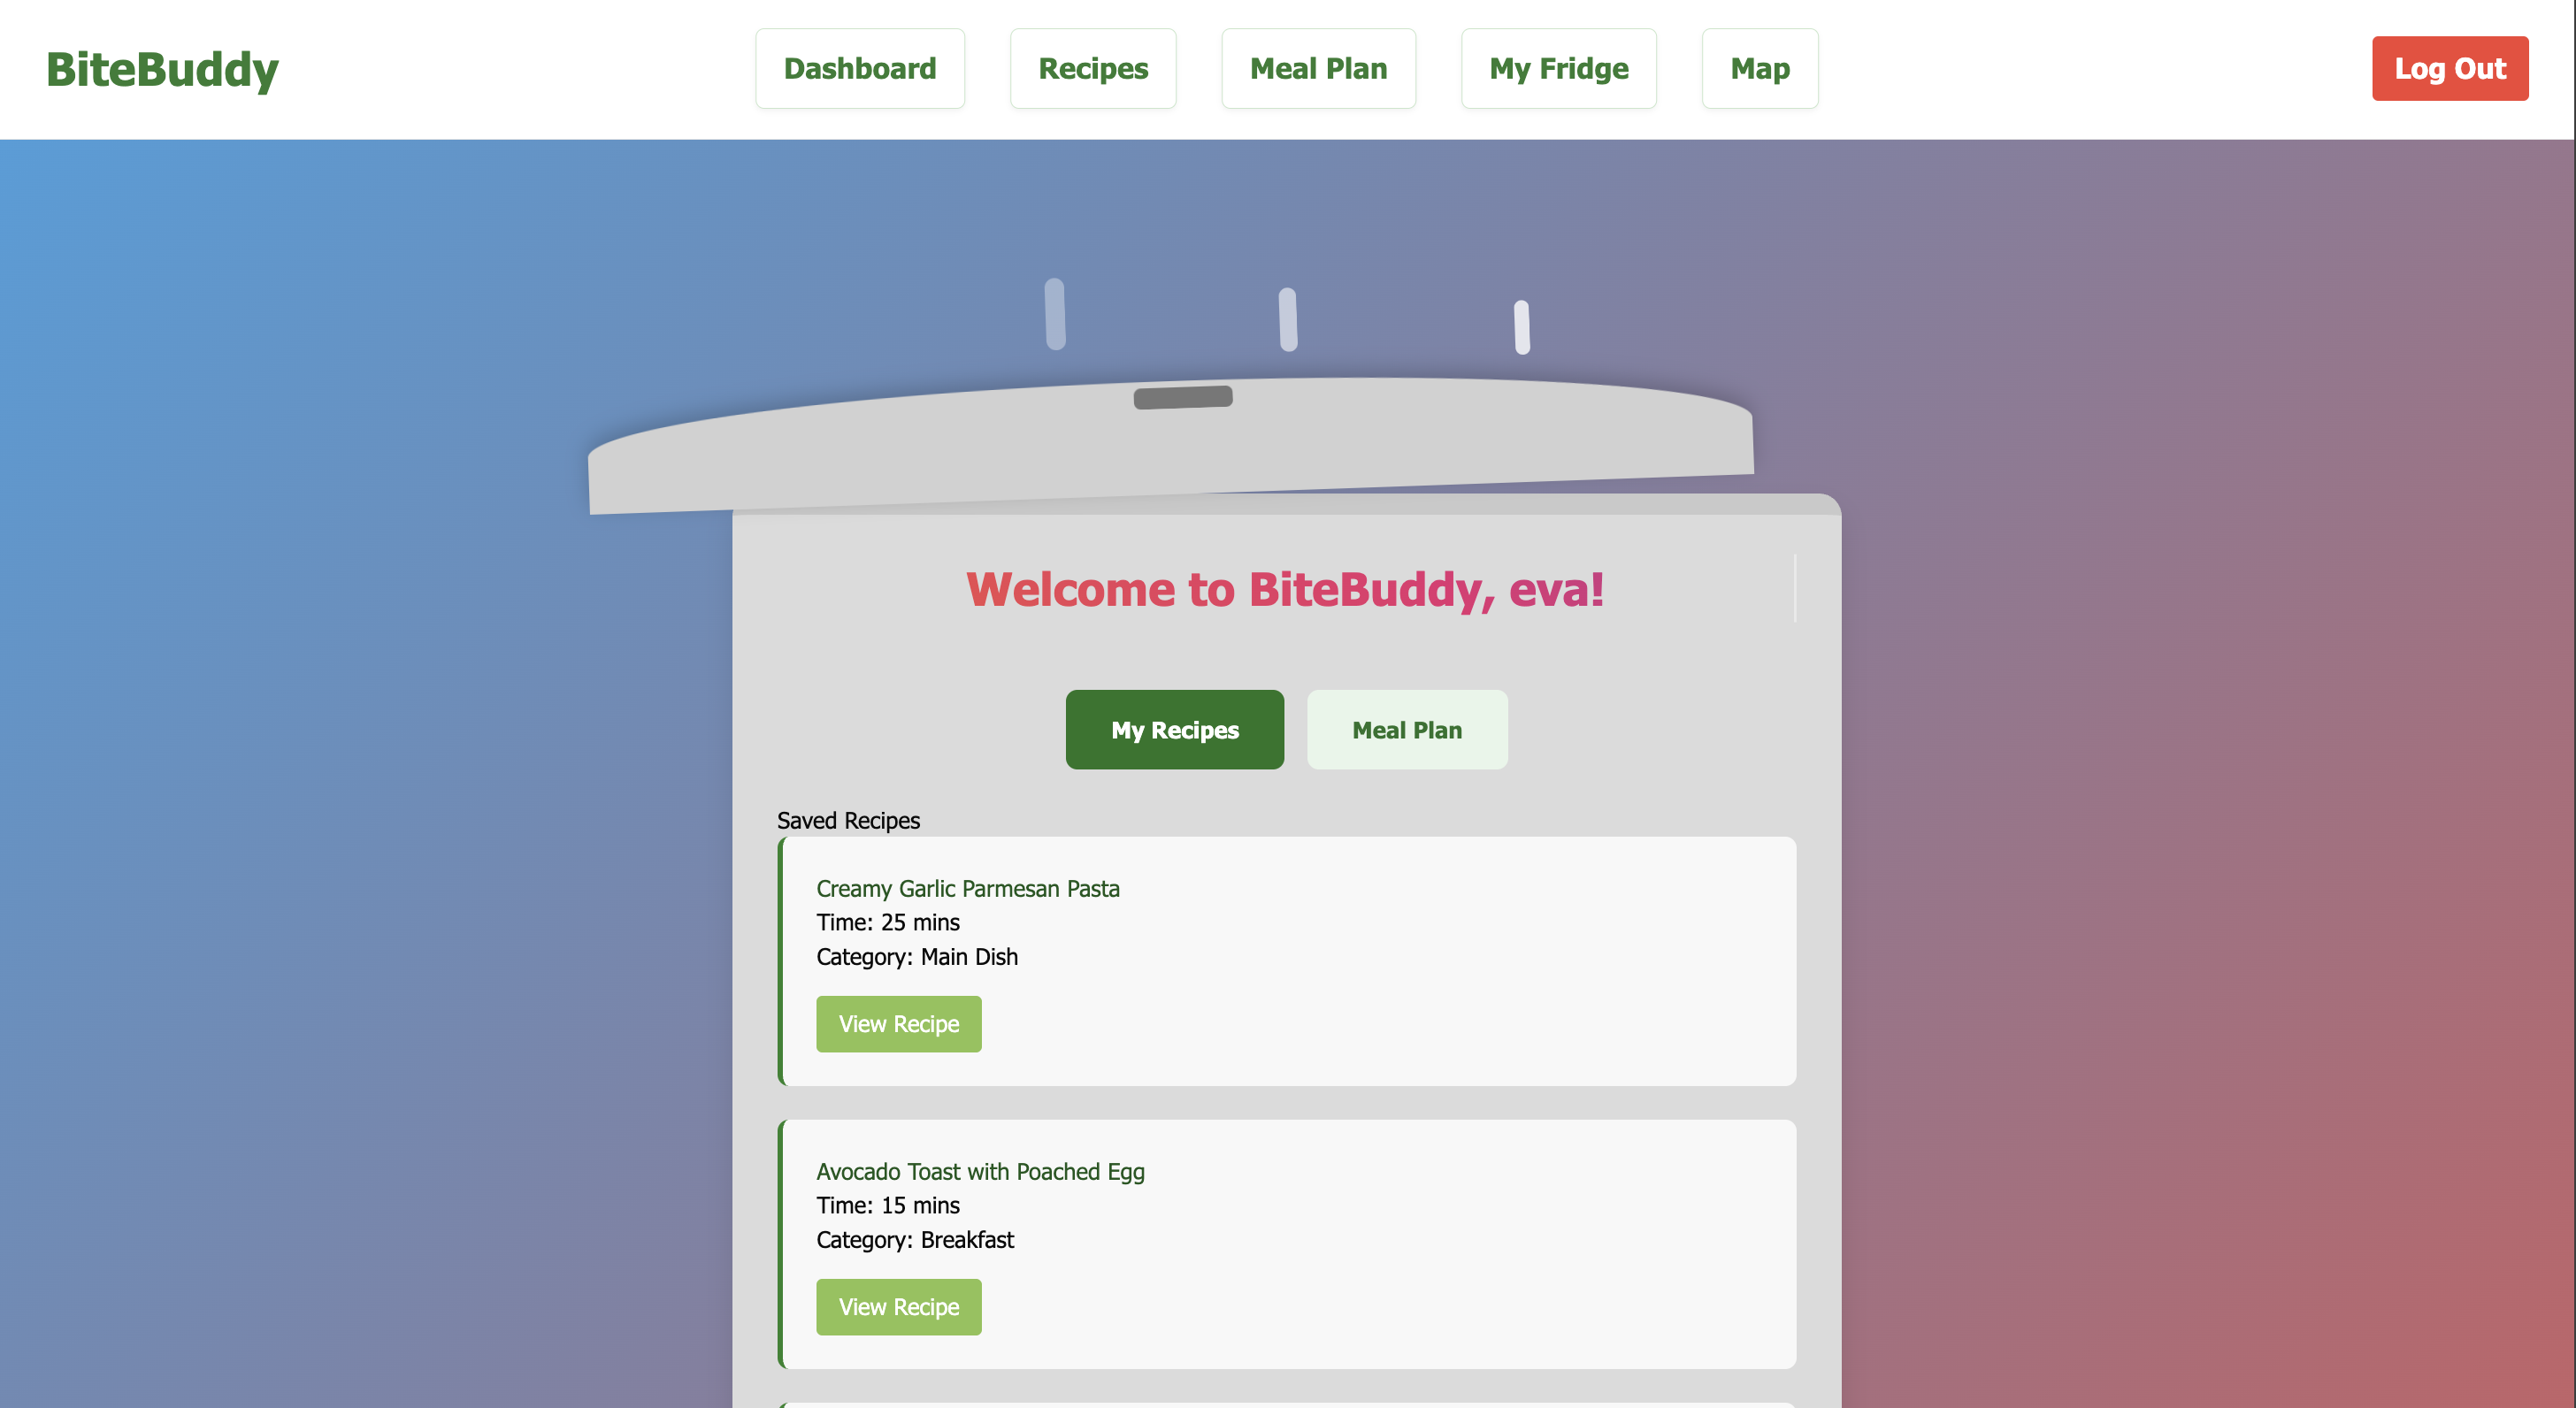 BiteBuddy
Dashboard
Recipes
Meal Plan
My Fridge
Map
Log Out
Welcome to BiteBuddy, eva!
My Recipes
Meal Plan
Saved Recipes
Creamy Garlic Parmesan Pasta
Time: 25 mins
Category: Main Dish
View Recipe
Avocado Toast with Poached Egg
Time: 15 mins
Category: Breakfast
View Recipe